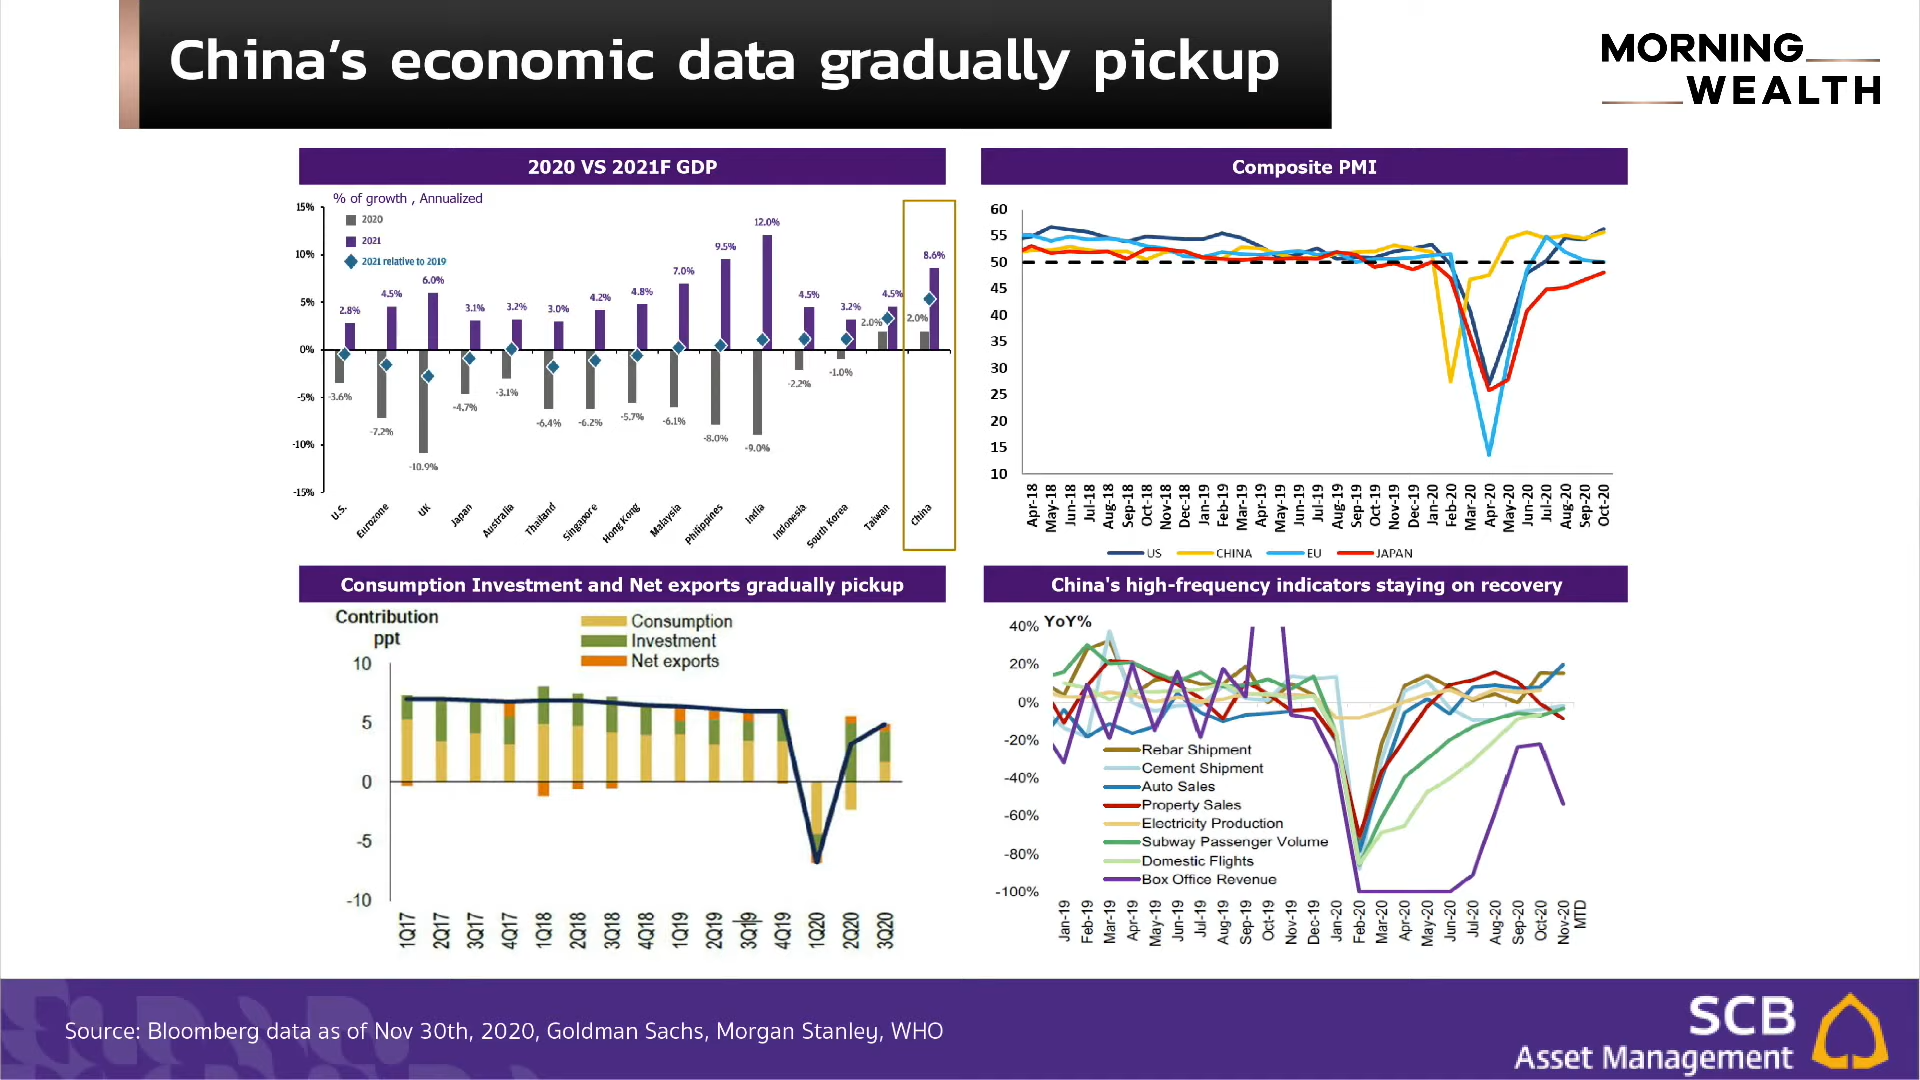 China's economic data gradually pickup
MORNING
WEALTH
2020 VS 2021F GDP
% of growth , Annualized
2020
2021
2021 relative to 2019
15%
10%
5%
0%
-5%
-10%
-15%
2.8%
4.5%
6.0%
3.1%
3.2%
3.0%
4.2%
4.8%
7.0%
9.5%
12.0%
4.5%
3.2%
4.5%
8.6%
-3.6%
-7.2%
-10.9%
-4.7%
-3.1%
-6.4%
-6.2%
-5.7%
-6.1%
-8.0%
-9.0%
-2.2%
-1.0%
2.0%
2.0%
U.S.
Eurozone
UK
Japan
Australia
Thailand
Singapore
Hong Kong
Malaysia
Philippines
India
Indonesia
South Korea
Taiwan
China
Composite PMI
60
55
50
45
40
35
30
25
20
15
10
Apr-18
May-18
Jun-18
Jul-18
Aug-18
Sep-18
Oct-18
Nov-18
Dec-18
Jan-19
Feb-19
Mar-19
Apr-19
May-19
Jun-19
Jul-19
Aug-19
Sep-19
Oct-19
Nov-19
Dec-19
Jan-20
Feb-20
Mar-20
Apr-20
May-20
Jun-20
Jul-20
Aug-20
Sep-20
Oct-20
US
CHINA
EU
JAPAN
Consumption Investment and Net exports gradually pickup
Contribution
ppt
Consumption
Investment
Net exports
10
5
0
-5
-10
1Q17
2Q17
3Q17
4Q17
1Q18
2Q18
3Q18
4Q18
1Q19
2Q19
3Q19
4Q19
1Q20
2Q20
3Q20
China's high-frequency indicators staying on recovery
YoY%
40%
20%
0%
-20%
-40%
-60%
-80%
-100%
Rebar Shipment
Cement Shipment
Auto Sales
Property Sales
Electricity Production
Subway Passenger Volume
Domestic Flights
Box Office Revenue
Jan-19
Feb-19
Mar-19
Apr-19
May-19
Jun-19
Jul-19
Aug-19
Sep-19
Oct-19
Nov-19
Dec-19
Jan-20
Feb-20
Mar-20
Apr-20
May-20
Jun-20
Jul-20
Aug-20
Sep-20
Oct-20
Nov-20
MTD
Source: Bloomberg data as of Nov 30th, 2020, Goldman Sachs, Morgan Stanley, WHO
SCB
Asset Management